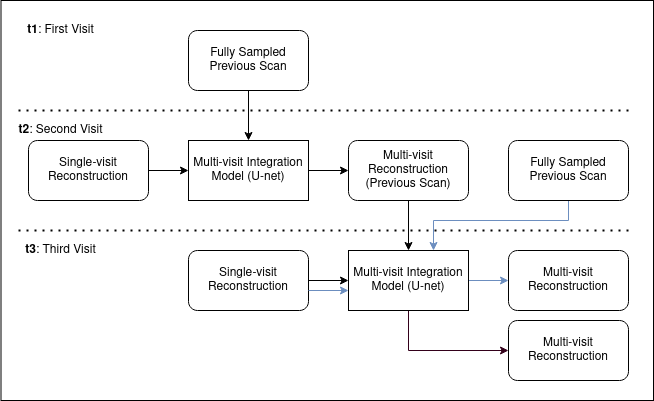 t1: First Visit
Fully Sampled
Previous Scan
t2: Second Visit
Single-visit
Reconstruction
Multi-visit Integration
Model (U-net)
Multi-visit
Reconstruction
(Previous Scan)
Fully Sampled
Previous Scan
t3: Third Visit
Single-visit
Reconstruction
Multi-visit Integration
Model (U-net)
Multi-visit
Reconstruction
Multi-visit
Reconstruction